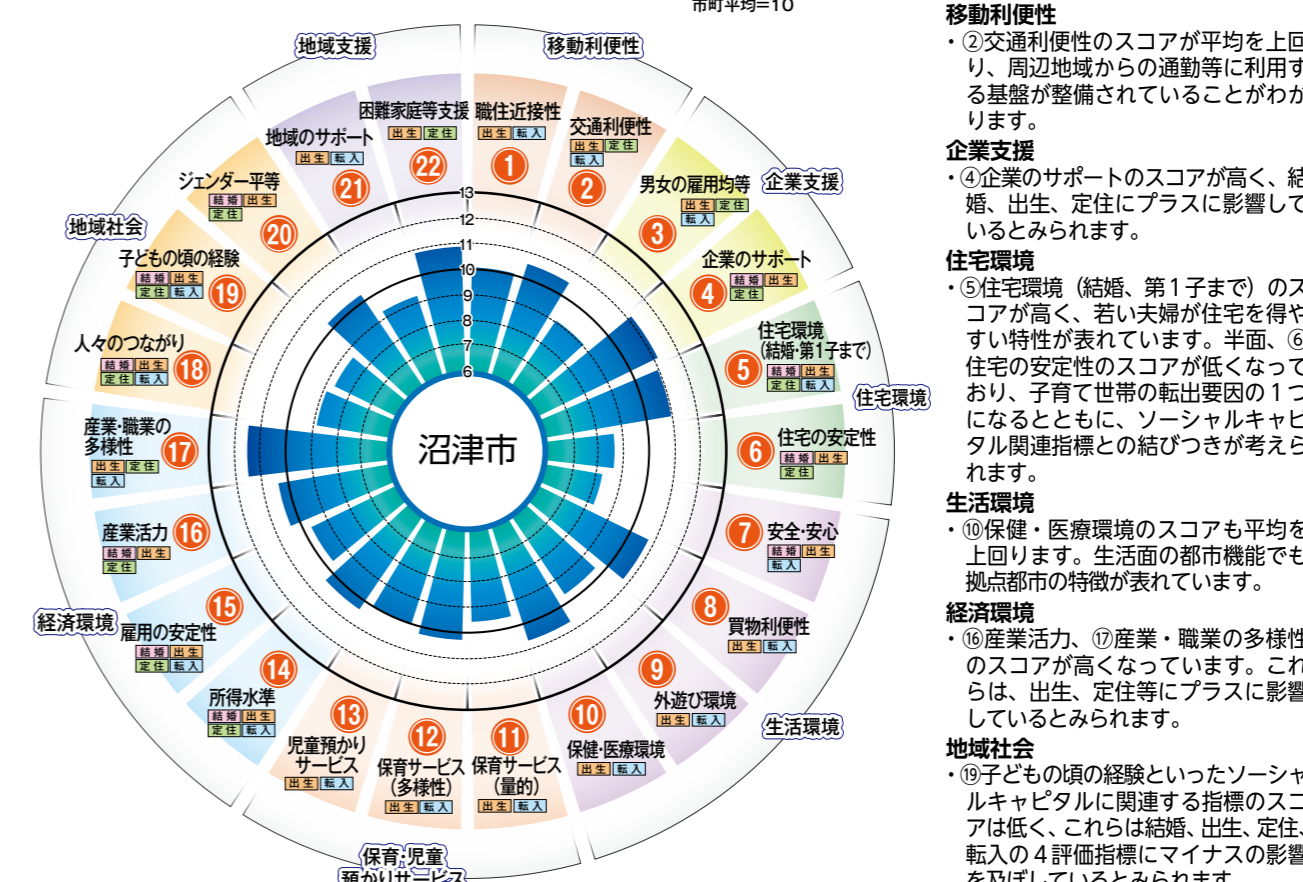 市町平均=10
地域支援
移動利便性
困難家庭等支援
出生 定住
22
職住近接性
出生 転入
1
交通利便性
出生 定住
転入
2
地域のサポート
出生 転入
21
ジェンダー平等
結婚 出生
定住
20
男女の雇用均等
出生 定住
転入
3
企業支援
企業のサポート
結婚 出生
定住
4
地域社会
子どもの頃の経験
結婚 出生
定住 転入
19
住宅環境
(結婚・第1子まで)
結婚 出生
定住 転入
5
住宅環境
人々のつながり
結婚 出生
定住 転入
18
13
12
11
10
9
8
7
6
沼津市
産業・職業の
多様性
出生 定住
転入
17
住宅の安定性
結婚 出生
定住
6
産業活力
結婚 出生
定住
16
安全・安心
結婚 出生
転入
7
経済環境
雇用の安定性
結婚 出生
定住 転入
15
買物利便性
出生 転入
8
所得水準
結婚 出生
定住 転入
14
外遊び環境
出生 転入
9
生活環境
児童預かり
サービス
出生 転入
13
保育サービス
(多様性)
出生 転入
12
保育サービス
(量的)
出生 転入
11
保健・医療環境
出生 転入
10
保育・児童
預かりサービス
移動利便性
・②交通利便性のスコアが平均を上回
り、周辺地域からの通勤等に利用す
る基盤が整備されていることがわか
ります。
企業支援
・④企業のサポートのスコアが高く、結
婚、出生、定住にプラスに影響して
いるとみられます。
住宅環境
・⑤住宅環境（結婚、第1子まで）のス
コアが高く、若い夫婦が住宅を得や
すい特性が表れています。半面、⑥
住宅の安定性のスコアが低くなって
おり、子育て世帯の転出要因の1つ
になるとともに、ソーシャルキャピ
タル関連指標との結びつきが考えら
れます。
生活環境
・⑩保健・医療環境のスコアも平均を
上回ります。生活面の都市機能でも
拠点都市の特徴が表れています。
経済環境
・⑯産業活力、⑰産業・職業の多様性
のスコアが高くなっています。これ
らは、出生、定住等にプラスに影響
しているとみられます。
地域社会
・⑲子どもの頃の経験といったソーシャ
ルキャピタルに関連する指標のスコ
アは低く、これらは結婚、出生、定住、
転入の4評価指標にマイナスの影響
を及ぼしているとみられます。